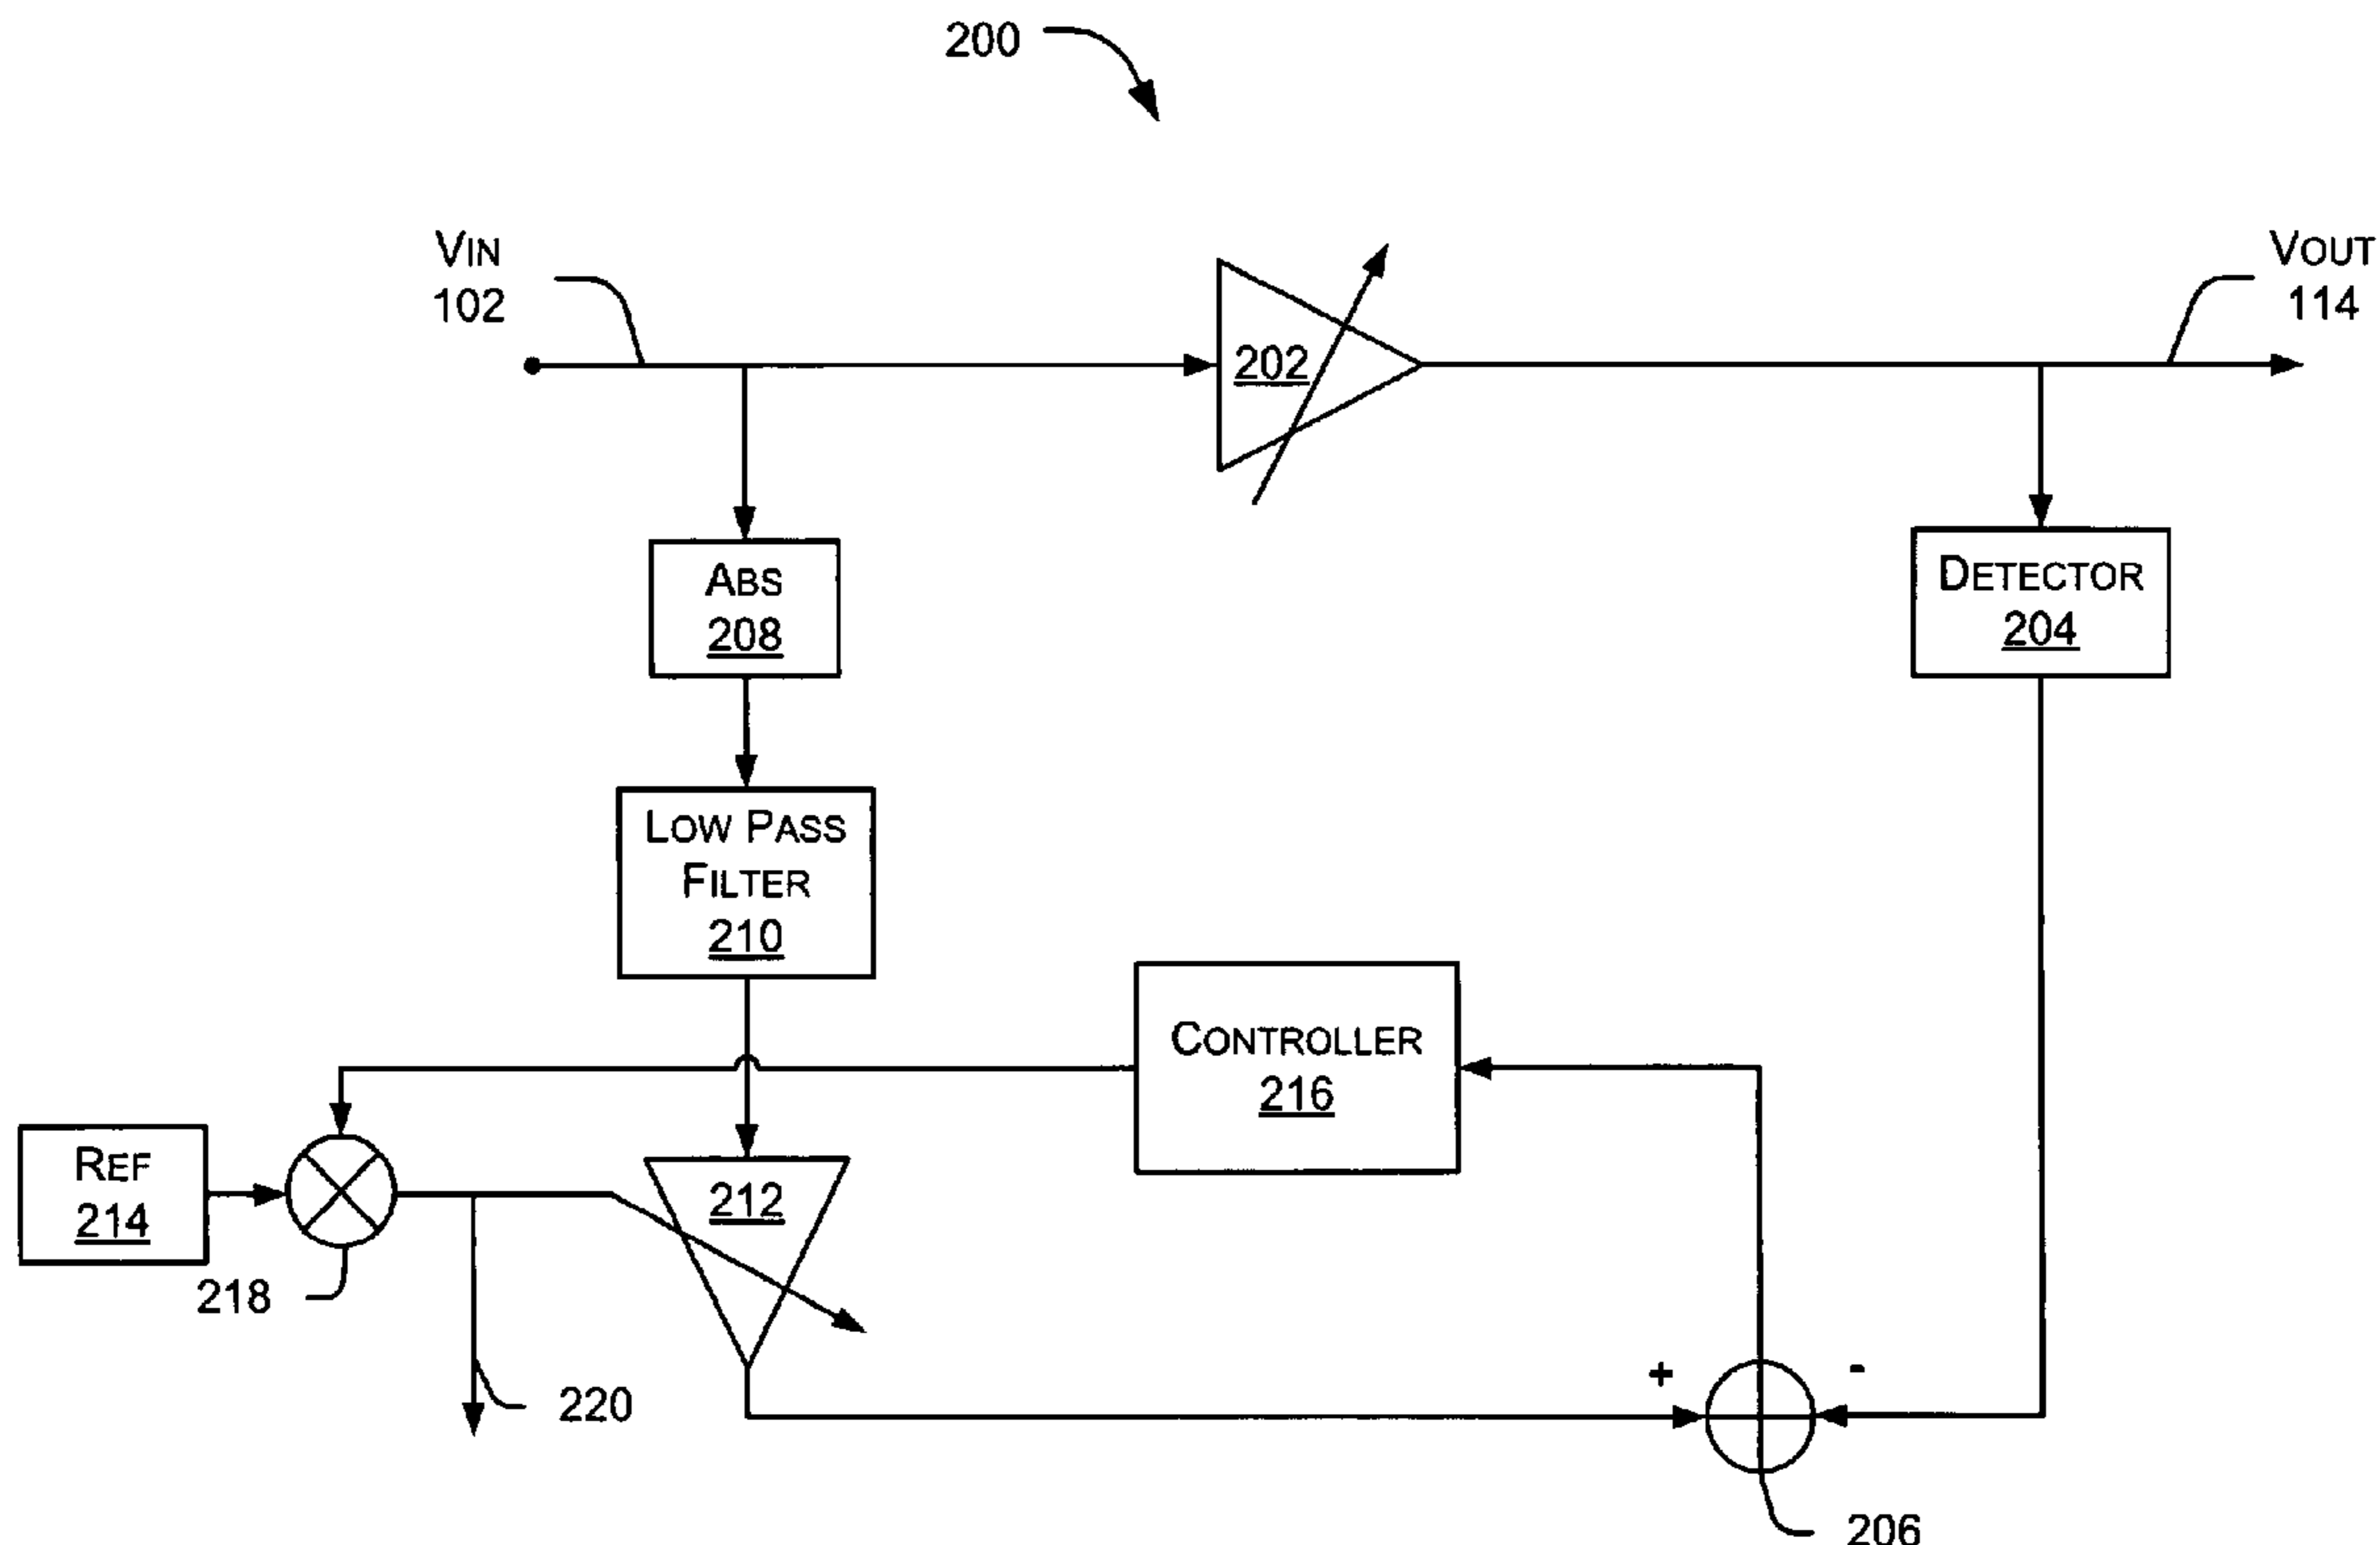 200
VIN
102
VOUT
114
202
ABS
208
DETECTOR
204
LOW PASS
FILTER
210
CONTROLLER
216
REF
214
212
218
220
+
-
206